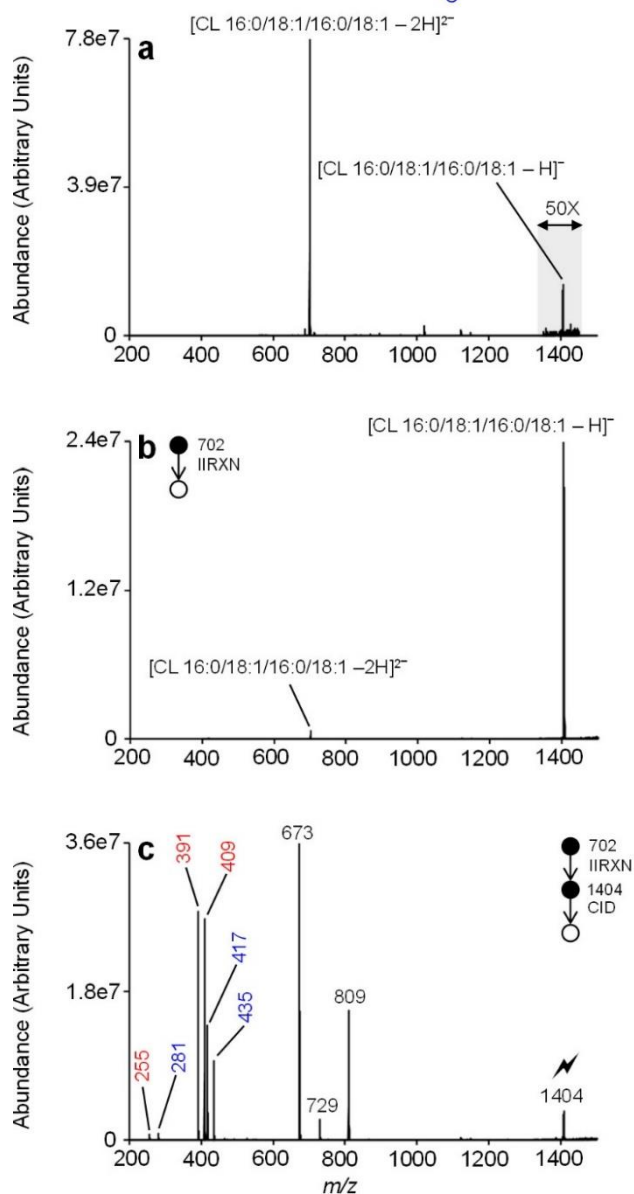 [CL 16:0/18:1/16:0/18:1 – 2H]²⁻
7.8e7
a
[CL 16:0/18:1/16:0/18:1 – H]⁻
50X
3.9e7
0
Abundance (Arbitrary Units)
200 400 600 800 1000 1200 1400
[CL 16:0/18:1/16:0/18:1 – H]⁻
2.4e7
b
702
IIRXN
1.2e7
[CL 16:0/18:1/16:0/18:1 –2H]²⁻
0
Abundance (Arbitrary Units)
200 400 600 800 1000 1200 1400
3.6e7
c
391
409
673
702
IIRXN
1404
CID
417
435
1.8e7
809
255
281
729
1404
0
Abundance (Arbitrary Units)
200 400 600 800 1000 1200 1400
m/z